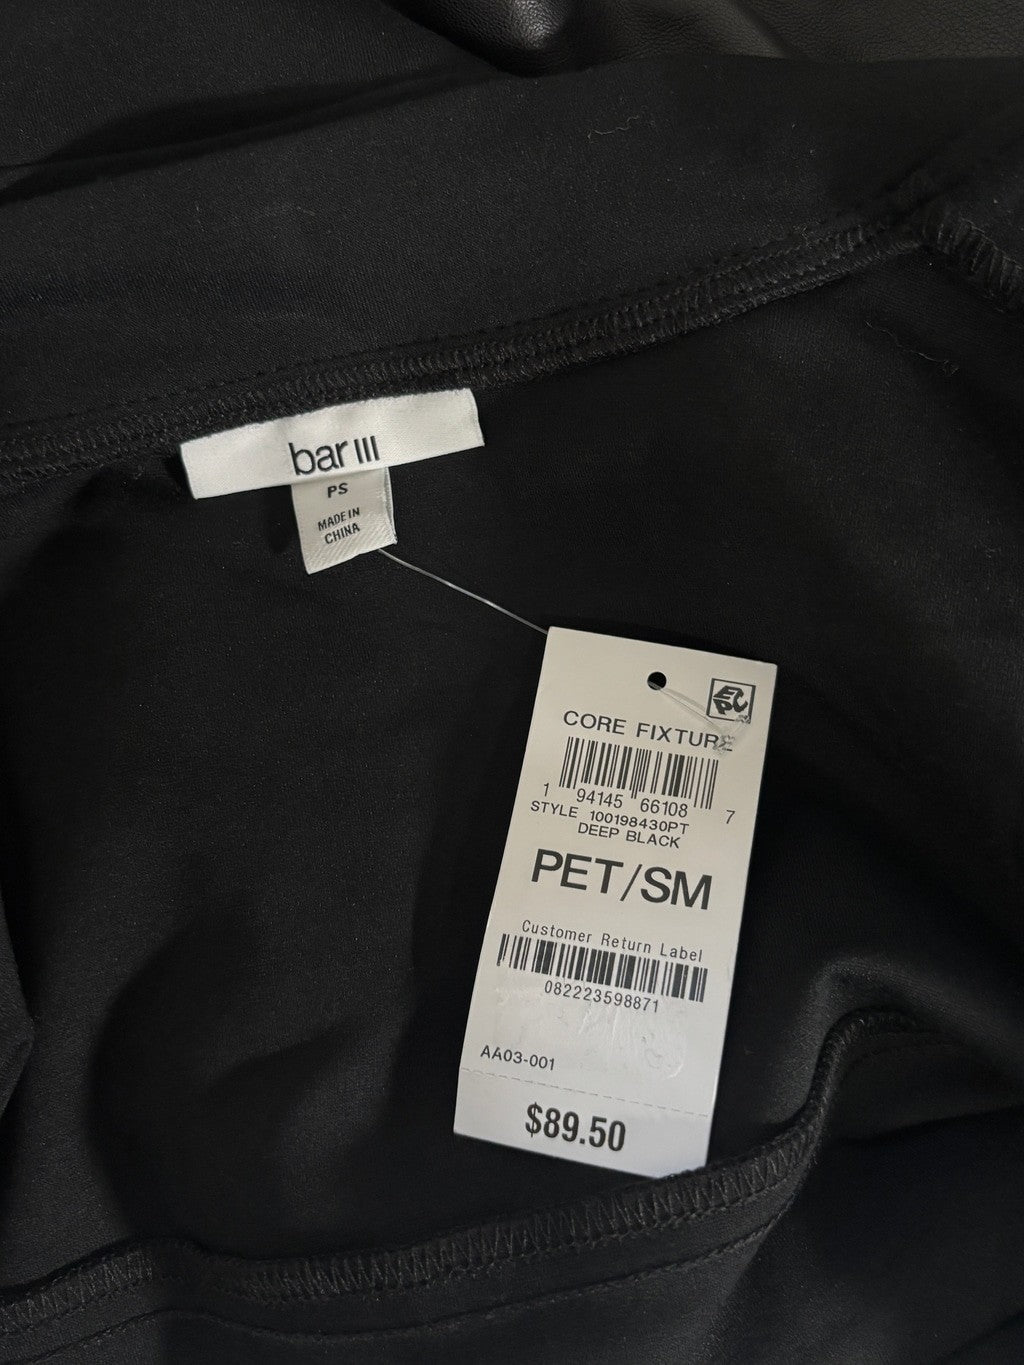 bar III
PS
MADE IN
CHINA
EPC
CORE FIXTURE
1 94145 66108 7
STYLE 100198430PT
DEEP BLACK
PET/SM
Customer Return Label
082223598871
AA03-001
$89.50